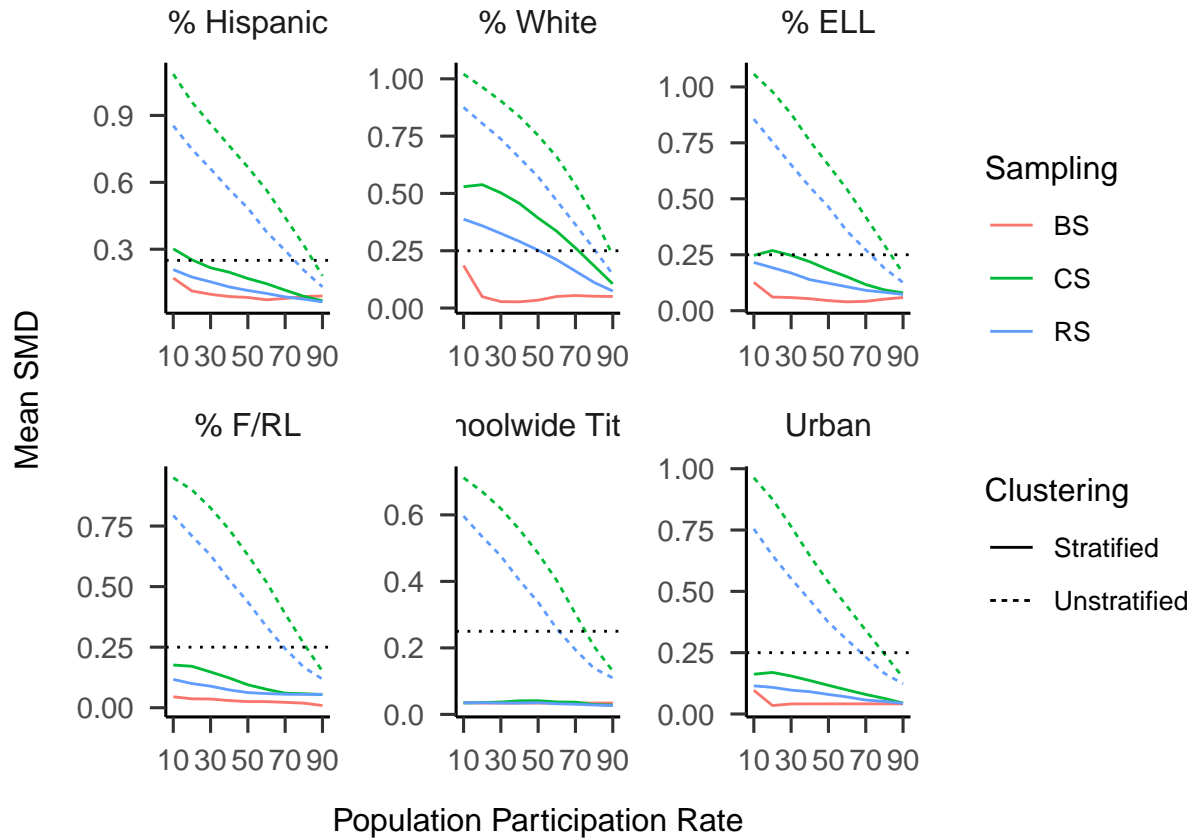 % Hispanic
% White
% ELL
0.3
0.6
0.9
0.00
0.25
0.50
0.75
1.00
0.00
0.25
0.50
0.75
1.00
10 30 50 70 90
10 30 50 70 90
10 30 50 70 90
% F/RL
noolwide Tit
Urban
0.00
0.25
0.50
0.75
0.0
0.2
0.4
0.6
0.00
0.25
0.50
0.75
1.00
10 30 50 70 90
10 30 50 70 90
10 30 50 70 90
Population Participation Rate
Mean SMD
Sampling
BS
CS
RS
Clustering
Stratified
Unstratified